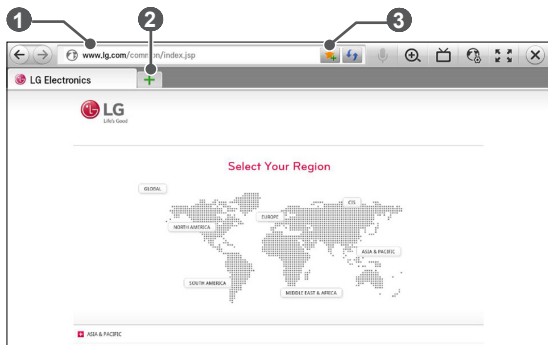 1 2 3
www.lg.com/common/index.jsp
LG Electronics
LG
Life's Good
Select Your Region
GLOBAL
CIS
EUROPE
NORTH AMERICA
ASIA & PACIFIC
SOUTH AMERICA
MIDDLE EAST & AFRICA
ASIA & PACIFIC